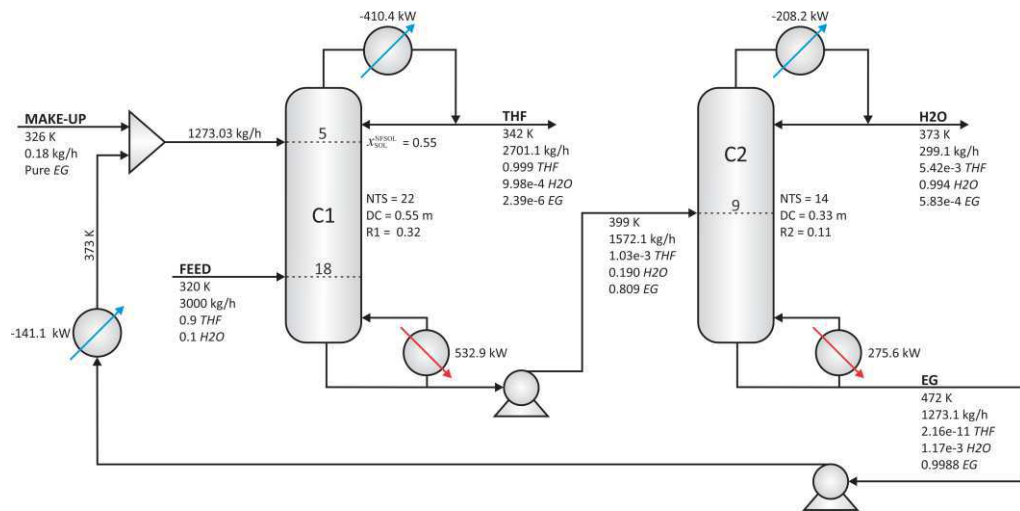 -410.4 kW
-208.2 kW
MAKE-UP
326 K
0.18 kg/h
Pure EG
1273.03 kg/h
5
x_SOL^NFSOL = 0.55
THF
342 K
2701.1 kg/h
0.999 THF
9.98e-4 H2O
2.39e-6 EG
H2O
373 K
299.1 kg/h
5.42e-3 THF
0.994 H2O
5.83e-4 EG
C2
C1
NTS = 22
DC = 0.55 m
R1 = 0.32
9
NTS = 14
DC = 0.33 m
R2 = 0.11
373 K
399 K
1572.1 kg/h
1.03e-3 THF
0.190 H2O
0.809 EG
FEED
320 K
3000 kg/h
0.9 THF
0.1 H2O
18
-141.1 kW
532.9 kW
275.6 kW
EG
472 K
1273.1 kg/h
2.16e-11 THF
1.17e-3 H2O
0.9988 EG